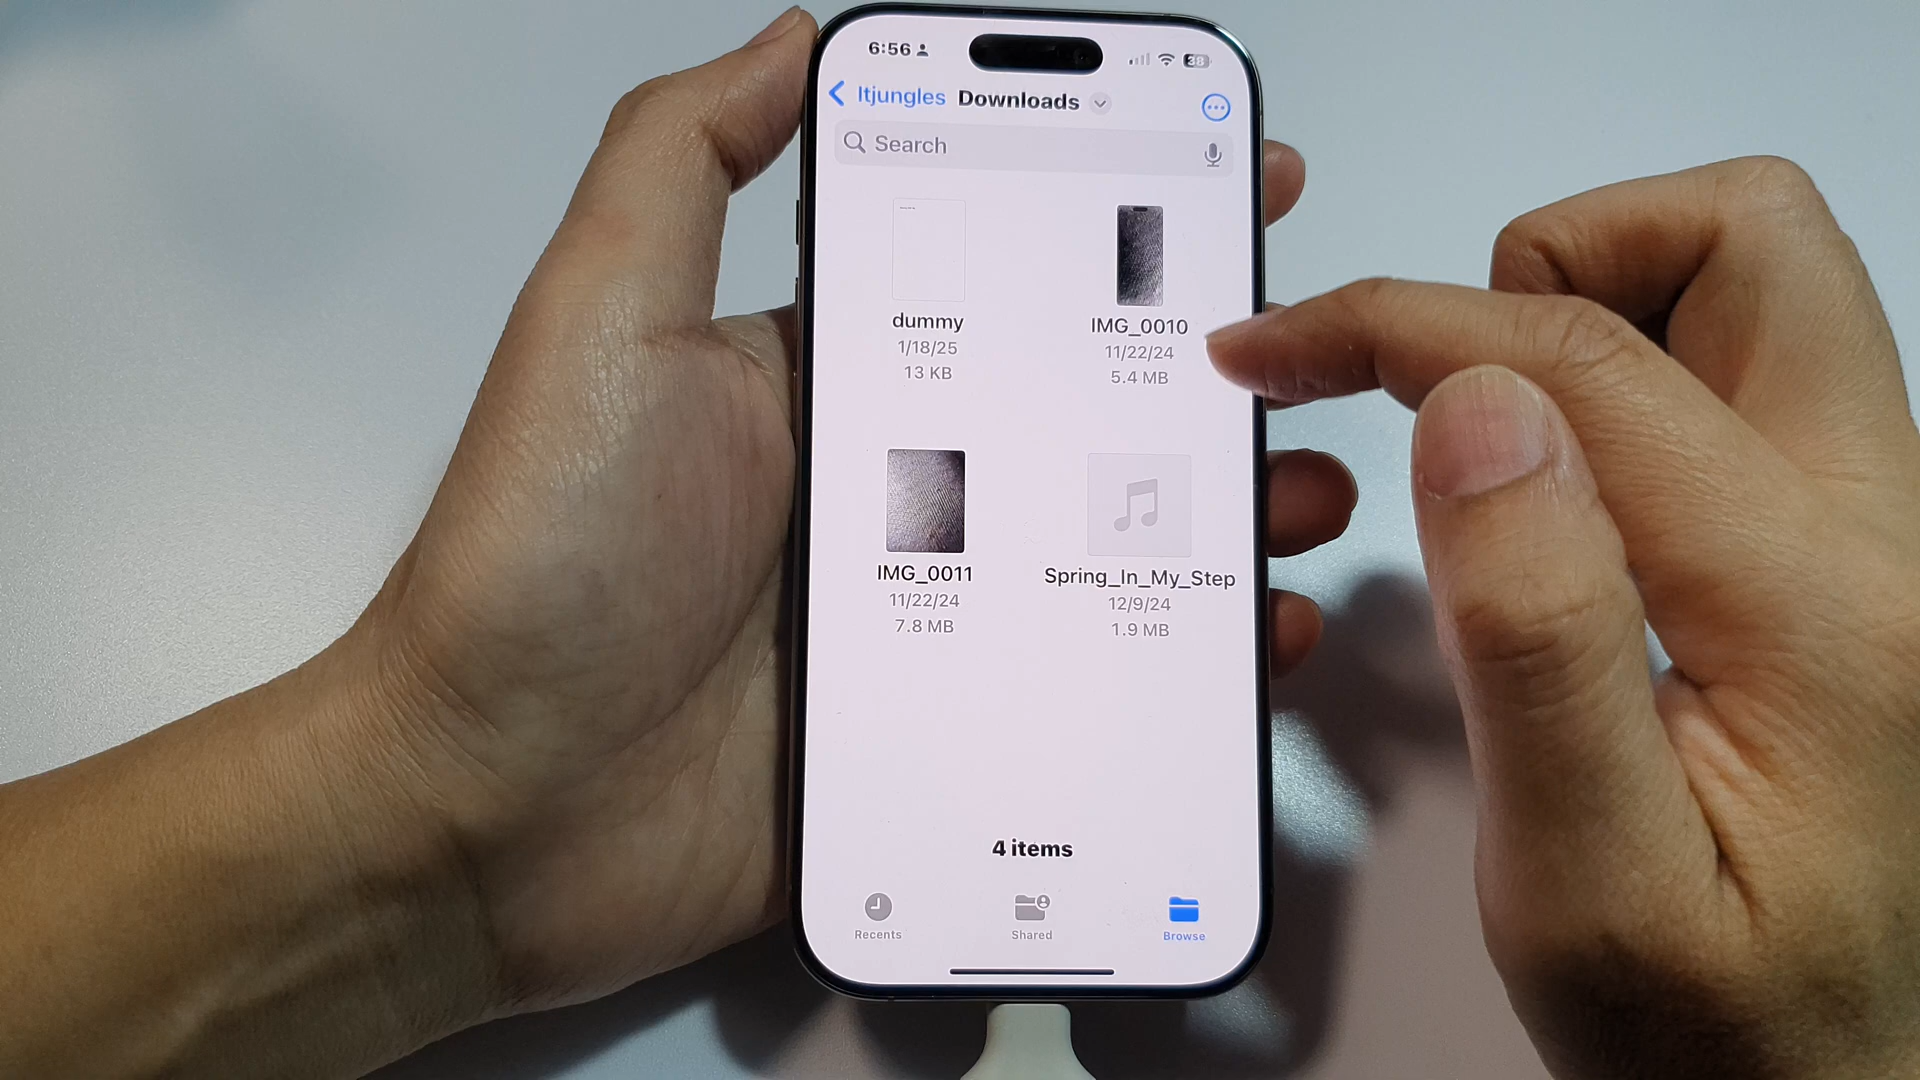 6:56
38
Itjungles Downloads
Search
dummy
1/18/25
13 KB
IMG_0010
11/22/24
5.4 MB
IMG_0011
11/22/24
7.8 MB
Spring_In_My_Step
12/9/24
1.9 MB
4 items
Recents
Shared
Browse